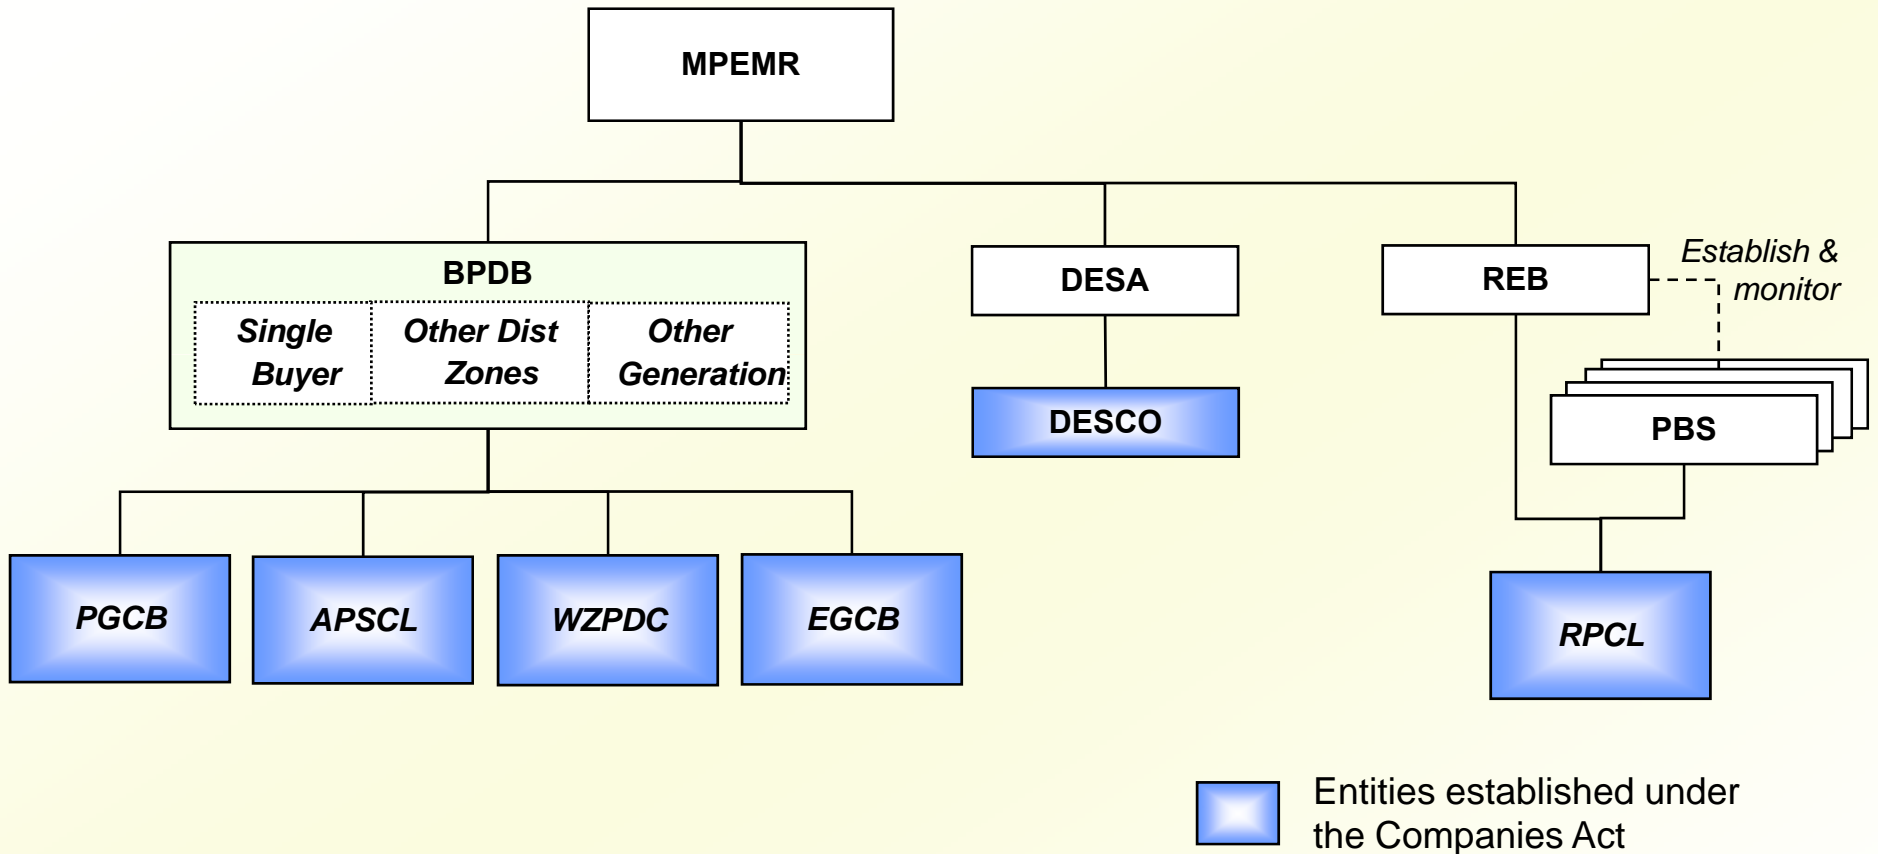 MPEMR
BPDB
Single
Buyer
Other Dist
Zones
Other
Generation
DESA
REB
Establish &
monitor
DESCO
PBS
PGCB
APSCL
WZPDC
EGCB
RPCL
Entities established under
the Companies Act